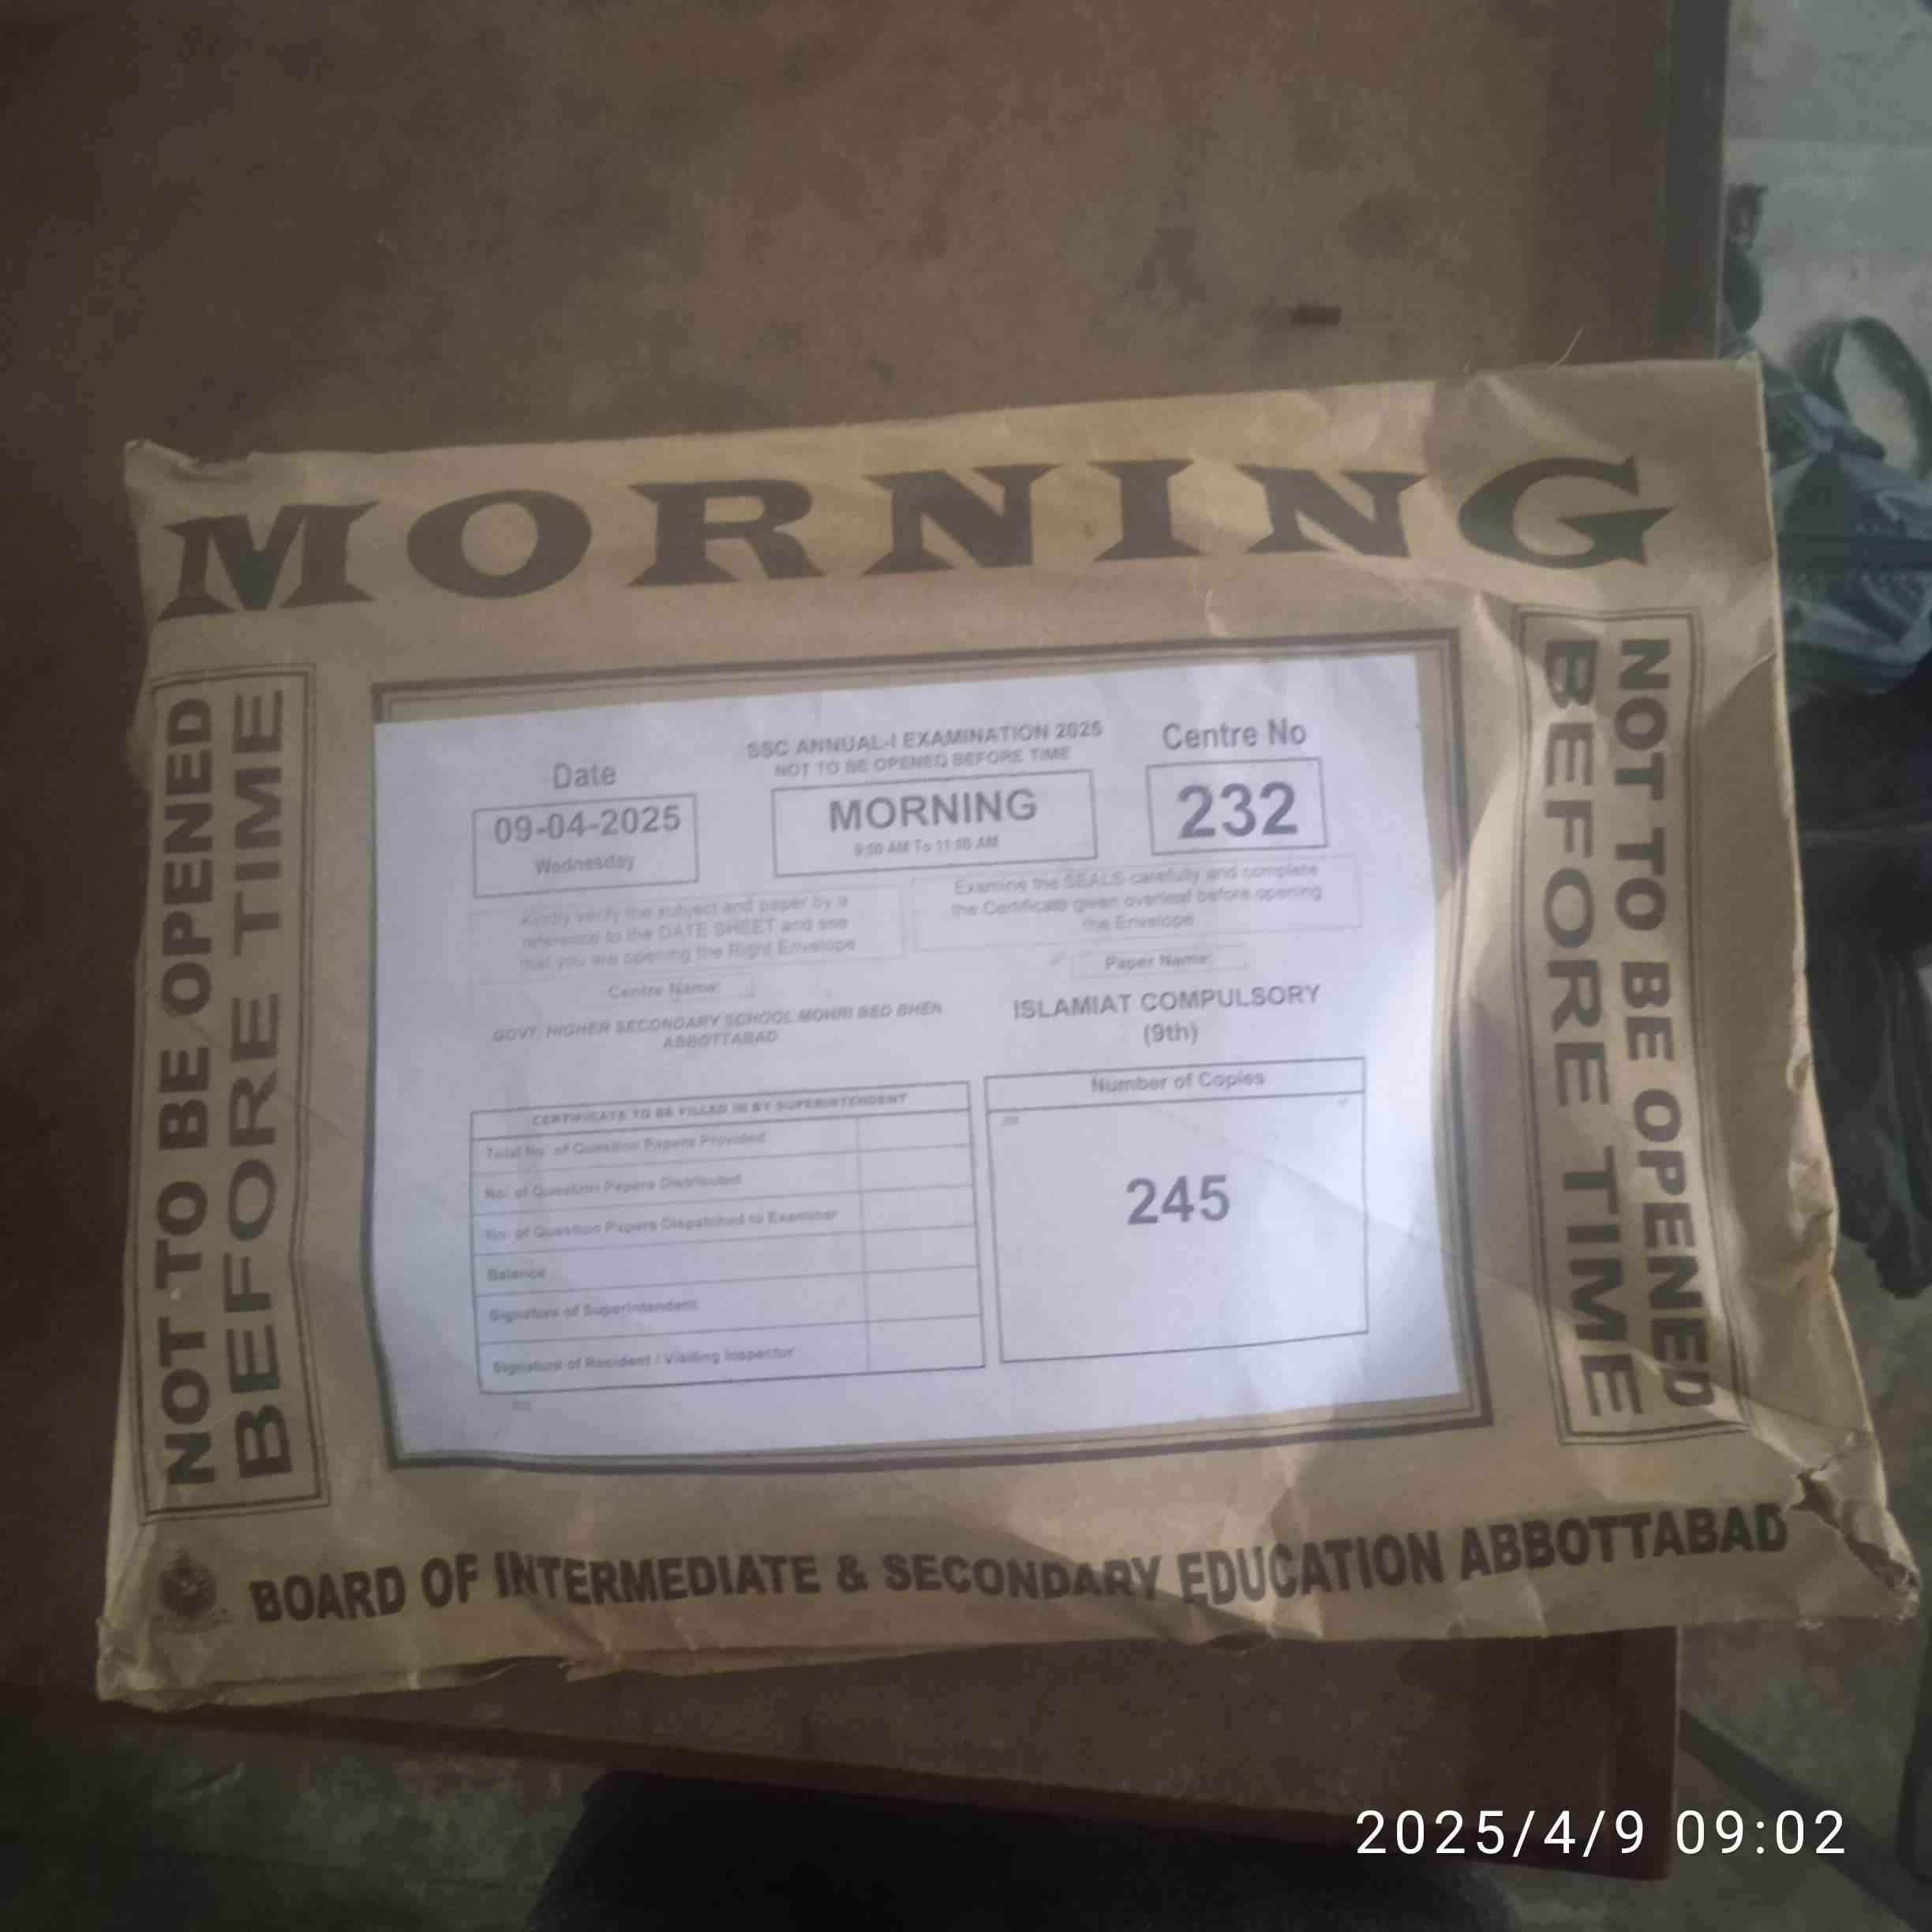 MORNING
NOT TO BE OPENED
BEFORE TIME
Date
09-04-2025
Wednesday
SSC ANNUAL-I EXAMINATION 2025
NOT TO BE OPENED BEFORE TIME
MORNING
9:00 AM To 11:00 AM
Centre No
232
Kindly verify the subject and paper by a
reference to the DATE SHEET and see
that you are opening the Right Envelope
Examine the SEALS carefully and complete
the Certificate given overleaf before opening
the Envelope
Centre Name:
GOVT. HIGHER SECONDARY SCHOOL MOHRI BED BHEN
ABBOTTABAD
Paper Name:
ISLAMIAT COMPULSORY
(9th)
CERTIFICATE TO BE FILLED IN BY SUPERINTENDENT
Total No. of Question Papers Provided
No. of Question Papers Distributed
No. of Question Papers Dispatched to Examiner
Balance
Signature of Superintendent
Signature of Resident / Visiting Inspector
Number of Copies
245
NOT TO BE OPENED
BEFORE TIME
BOARD OF INTERMEDIATE & SECONDARY EDUCATION ABBOTTABAD
2025/4/9 09:02